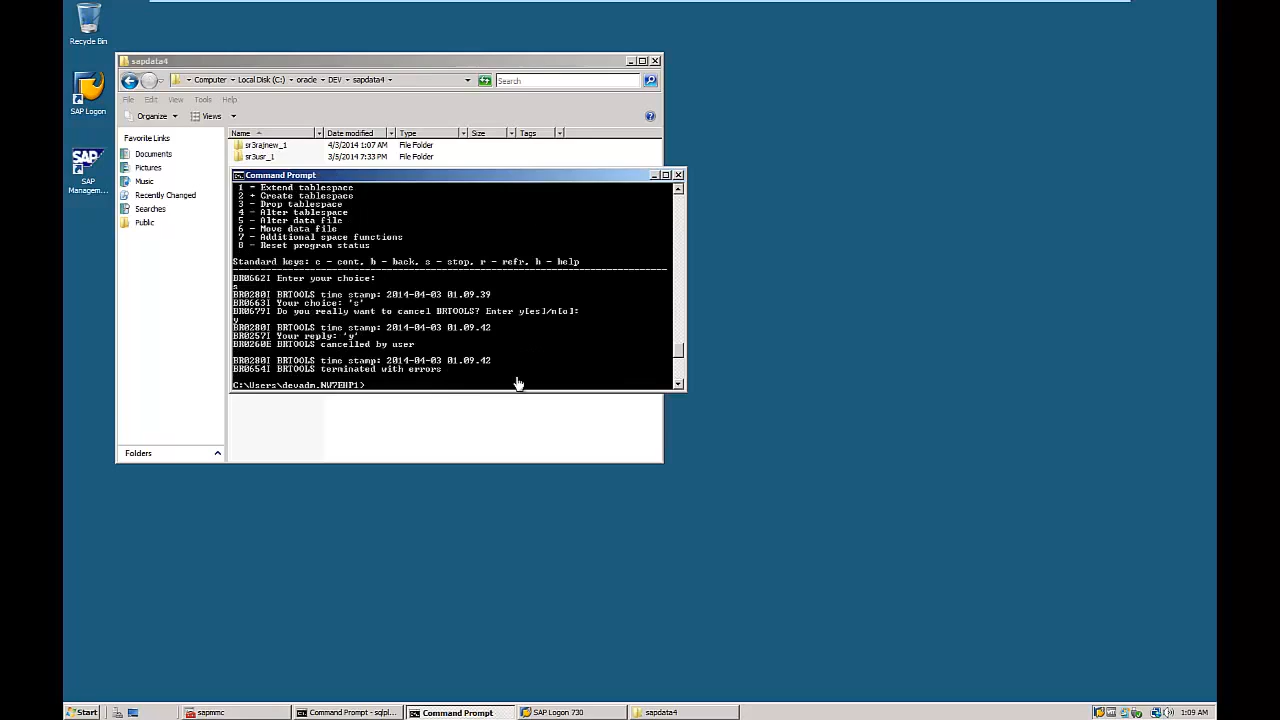 Recycle Bin
SAP Logon
SAP
Managem...
sapdata4
Computer Local Disk (C:) oracle DEV sapdata4
Search
File Edit View Tools Help
Organize Views
Favorite Links
Documents
Pictures
Music
Recently Changed
Searches
Public
Folders
Name Date modified Type Size Tags
sr3rajnew_1 4/3/2014 1:07 AM File Folder
sr3usr_1 3/5/2014 7:33 PM File Folder
Command Prompt
1 - Extend tablespace
2 + Create tablespace
3 - Drop tablespace
4 - Alter tablespace
5 - Alter data file
6 - Move data file
7 - Additional space functions
8 - Reset program status
Standard keys: c - cont, b - back, s - stop, r - refr, h - help
BR0662I Enter your choice:
s
BR0280I BRTOOLS time stamp: 2014-04-03 01.09.39
BR0663I Your choice: 's'
BR0679I Do you really want to cancel BRTOOLS? Enter y[es]/n[o]:
y
BR0280I BRTOOLS time stamp: 2014-04-03 01.09.42
BR0257I Your reply: 'y'
BR0260E BRTOOLS cancelled by user
BR0280I BRTOOLS time stamp: 2014-04-03 01.09.42
BR0654I BRTOOLS terminated with errors
C:\Users\devadm.NW7EHP1>
Start sapmmc Command Prompt - sqlpl... Command Prompt SAP Logon 730 sapdata4 1:09 AM